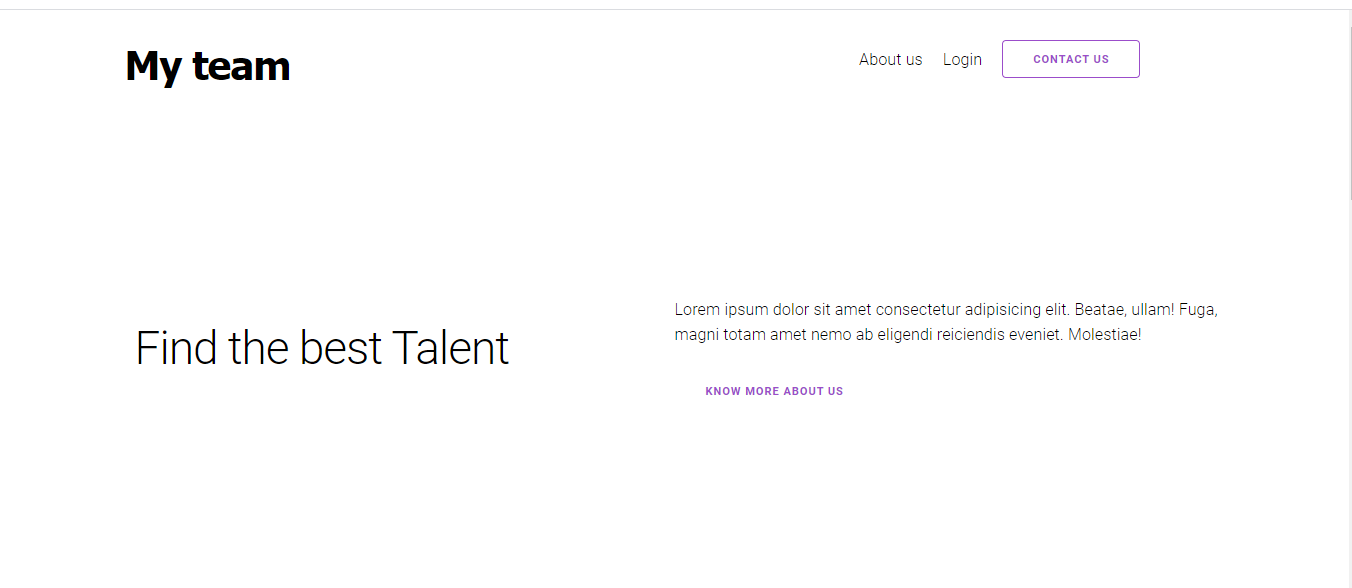 My team
About us Login CONTACT US
Find the best Talent
Lorem ipsum dolor sit amet consectetur adipisicing elit. Beatae, ullam! Fuga,
magni totam amet nemo ab eligendi reiciendis eveniet. Molestiae!
KNOW MORE ABOUT US